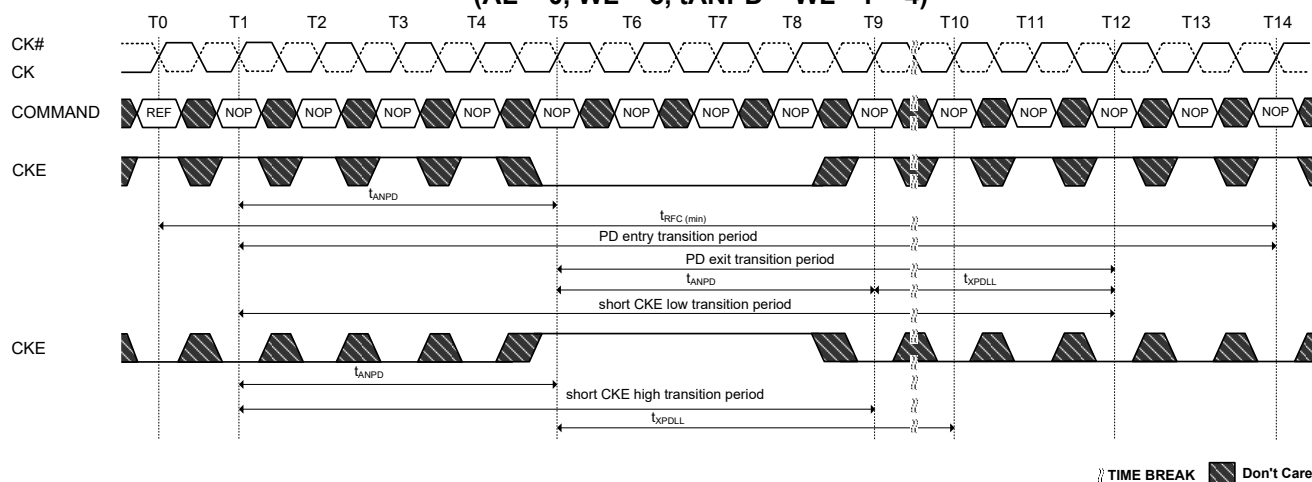 T0 T1 T2 T3 T4 T5 T6 T7 T8 T9 T10 T11 T12 T13 T14
CK#
CK
COMMAND REF NOP NOP NOP NOP NOP NOP NOP NOP NOP NOP NOP NOP NOP NOP
CKE
tANPD
tRFC (min)
PD entry transition period
PD exit transition period
tANPD tXPDLL
short CKE low transition period
CKE
tANPD
short CKE high transition period
tXPDLL
TIME BREAK Don't Care